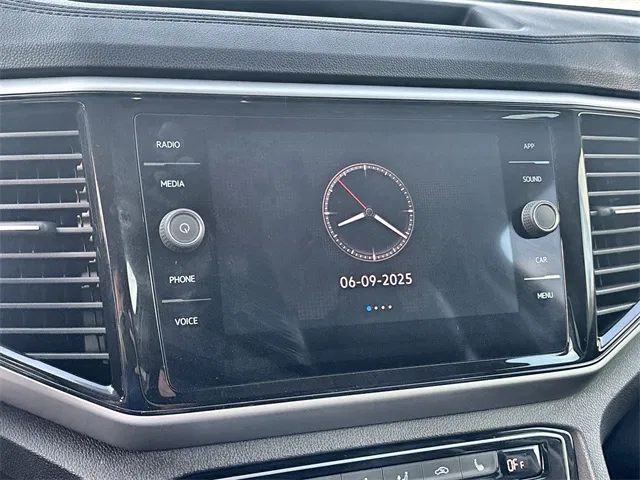 RADIO
MEDIA
PHONE
VOICE
06-09-2025
APP
SOUND
CAR
MENU
OFF